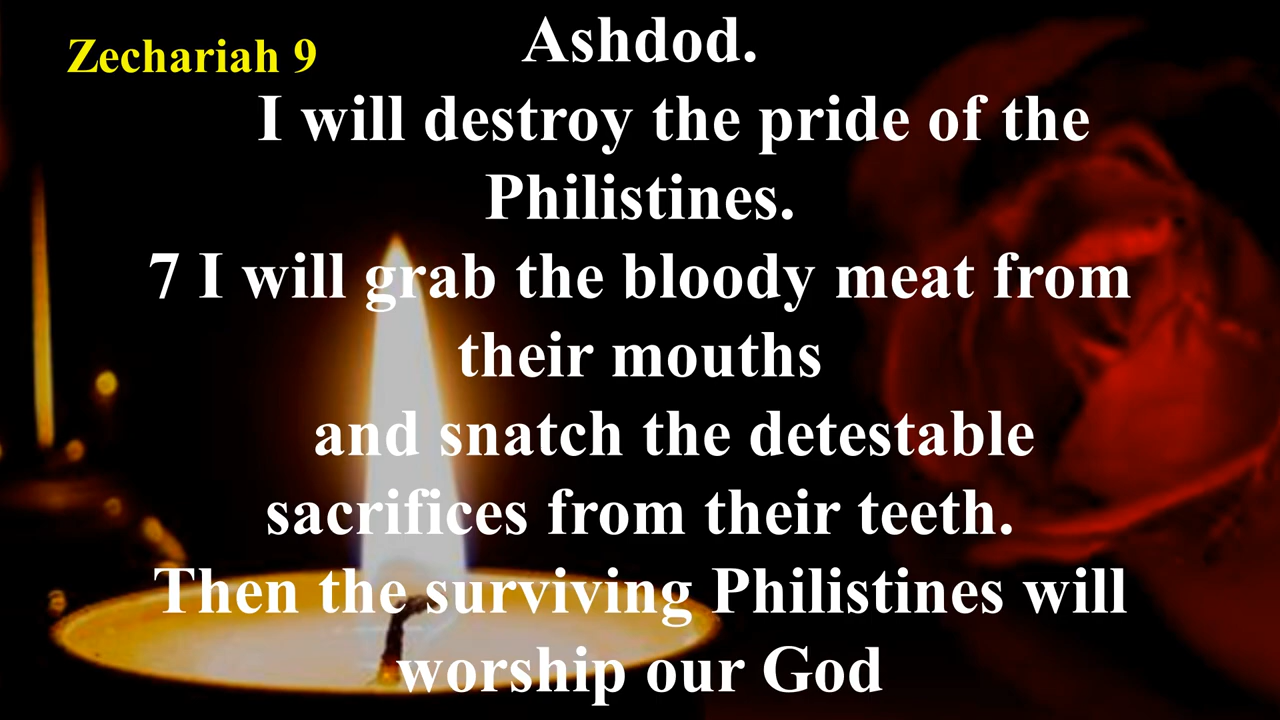 Zechariah 9
Ashdod.
I will destroy the pride of the
Philistines.
7 I will grab the bloody meat from
their mouths
and snatch the detestable
sacrifices from their teeth.
Then the surviving Philistines will
worship our God